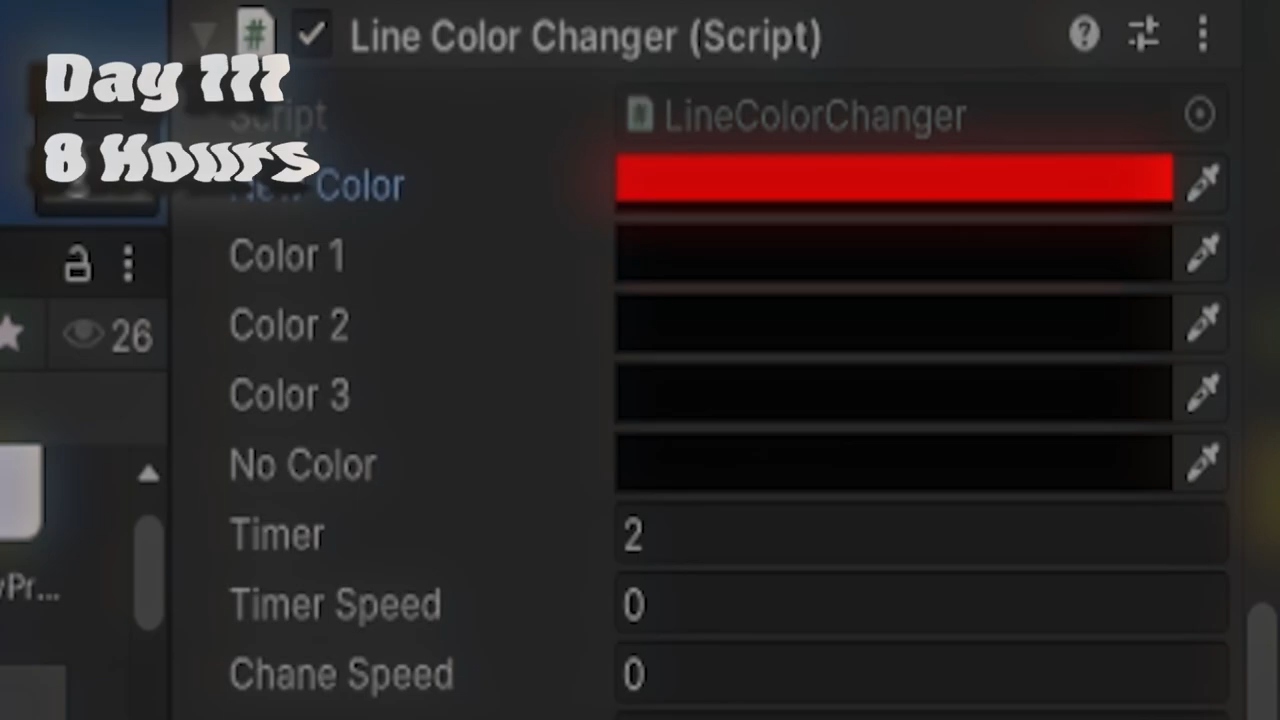 Line Color Changer (Script)
Day 777
8 Hours
Script
LineColorChanger
New Color
Color 1
Color 2
26
Color 3
No Color
Timer
2
Timer Speed
0
Chane Speed
0